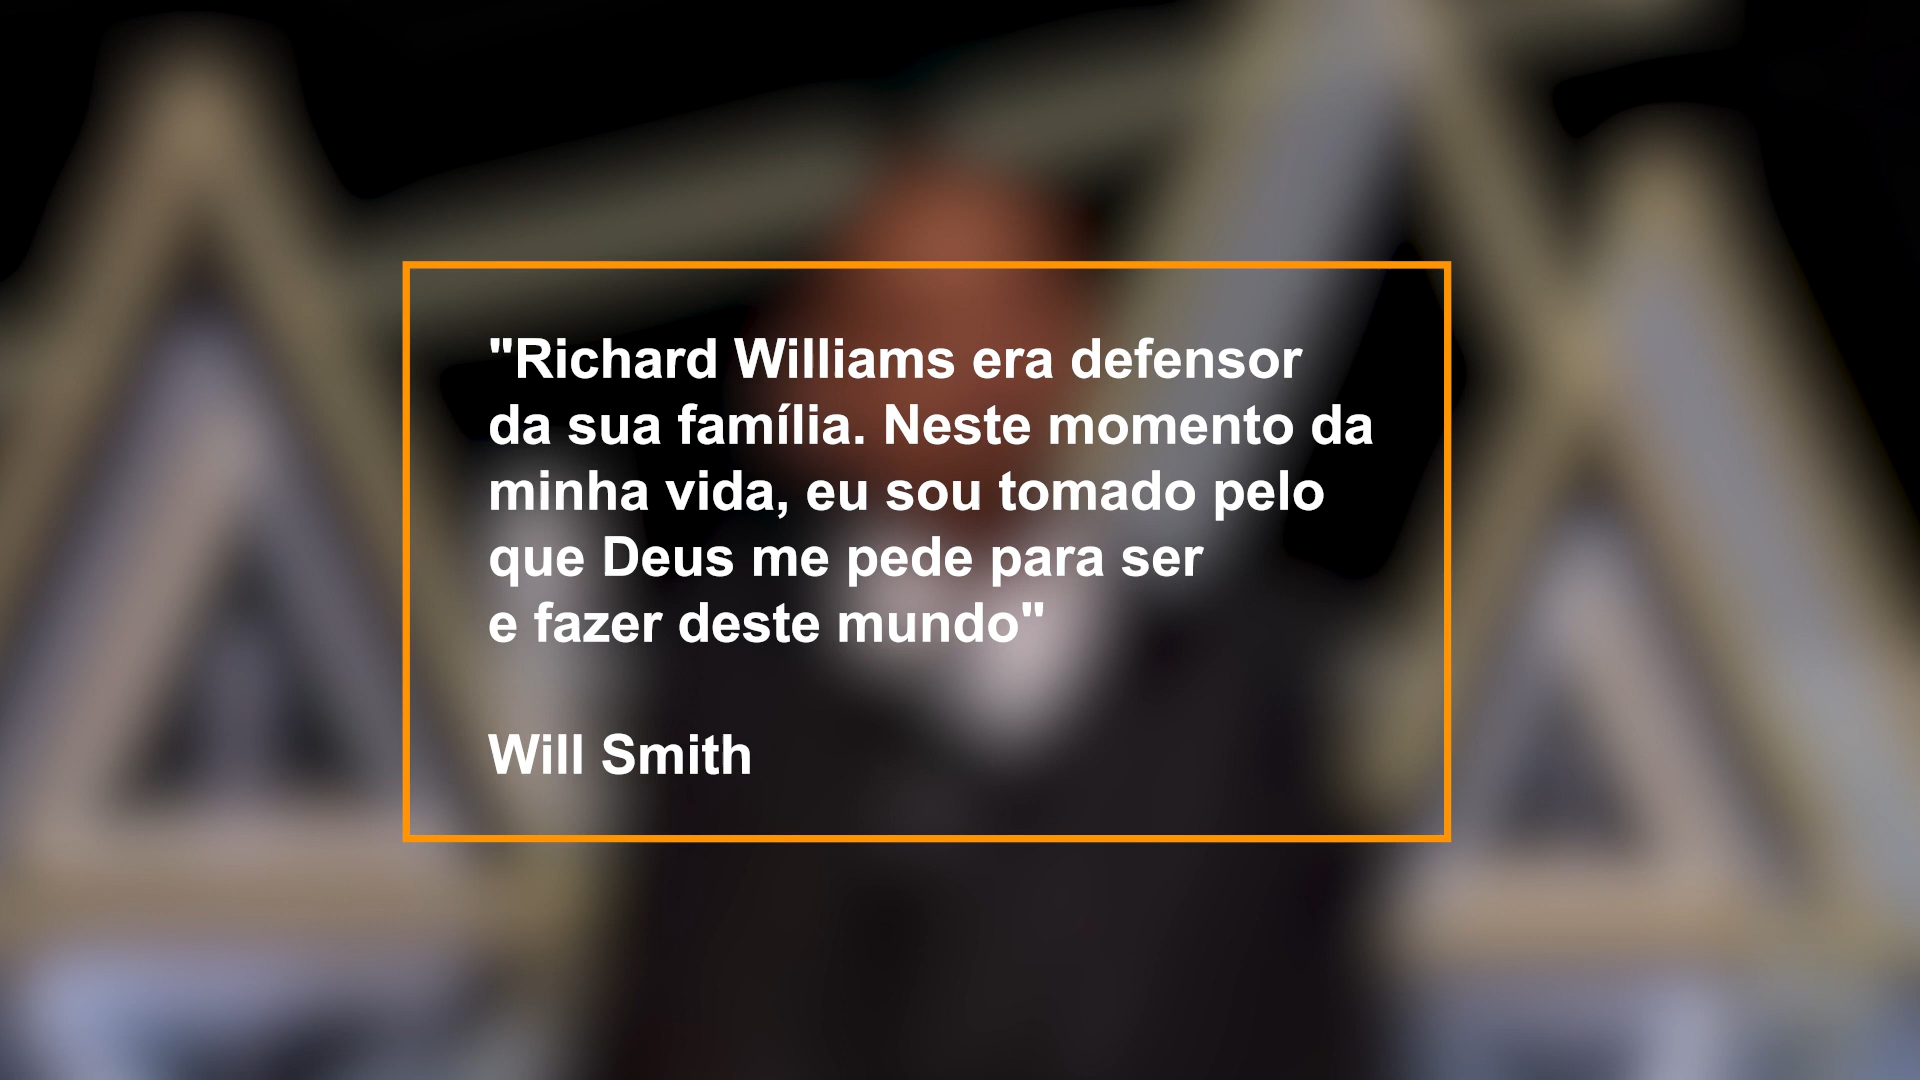 "Richard Williams era defensor
da sua família. Neste momento da
minha vida, eu sou tomado pelo
que Deus me pede para ser
e fazer deste mundo"
Will Smith